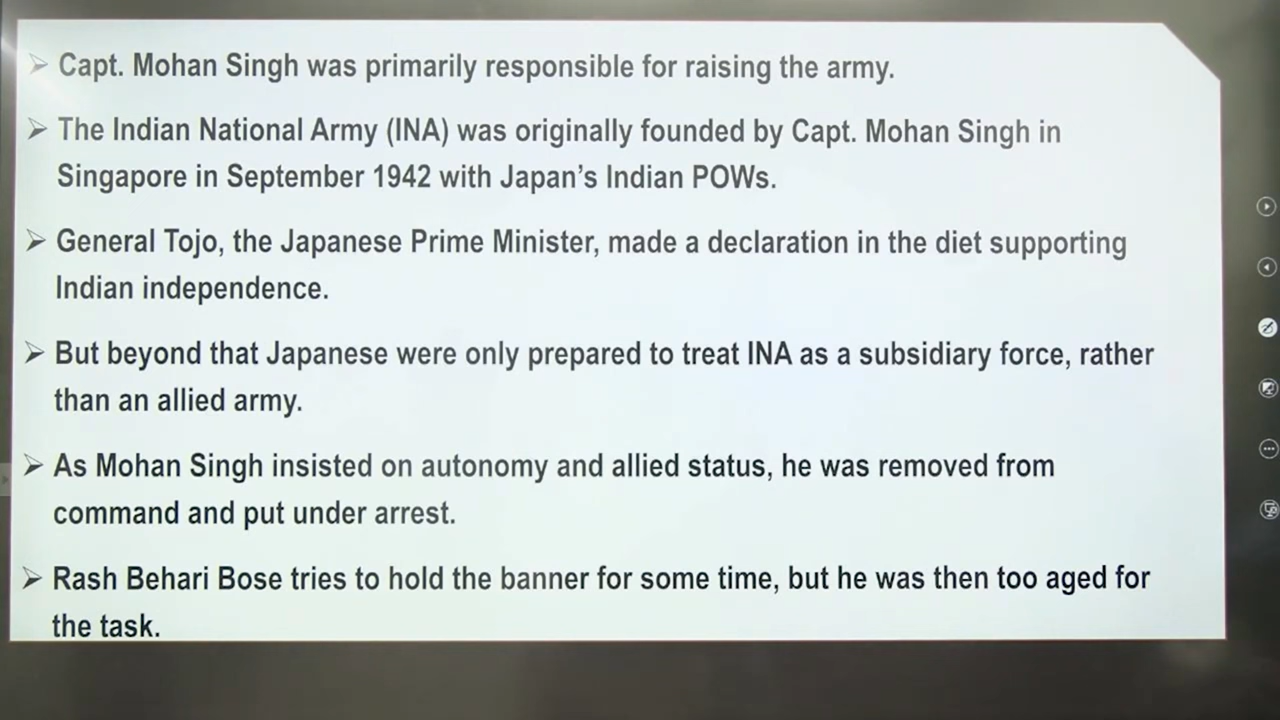 ➢ Capt. Mohan Singh was primarily responsible for raising the army.
➢ The Indian National Army (INA) was originally founded by Capt. Mohan Singh in
Singapore in September 1942 with Japan's Indian POWs.
➢ General Tojo, the Japanese Prime Minister, made a declaration in the diet supporting
Indian independence.
➢ But beyond that Japanese were only prepared to treat INA as a subsidiary force, rather
than an allied army.
➢ As Mohan Singh insisted on autonomy and allied status, he was removed from
command and put under arrest.
➢ Rash Behari Bose tries to hold the banner for some time, but he was then too aged for
the task.